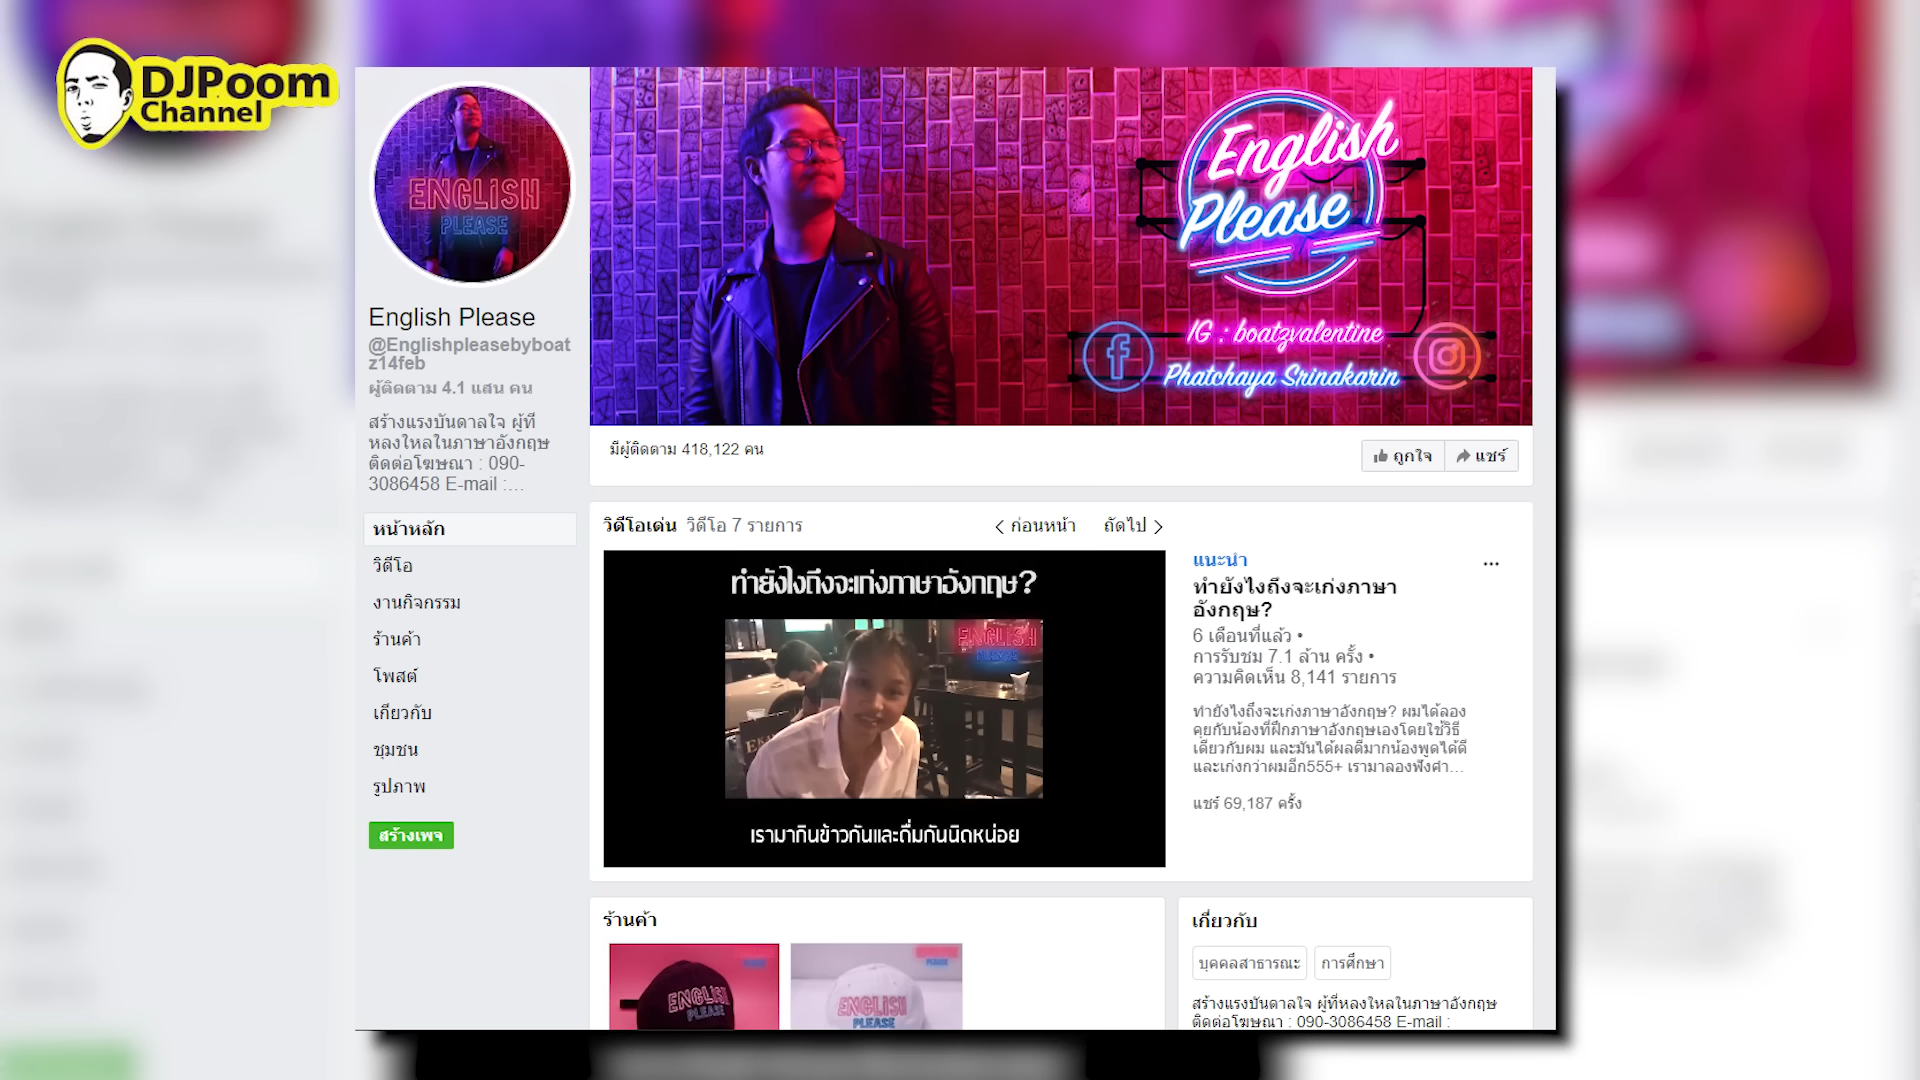 DJPoom
Channel
ENGLISH
PLEASE
English Please
@Englishpleasebyboat
z14feb
ผู้ติดตาม 4.1 แสน คน
สร้างแรงบันดาลใจ ผู้ที่
หลงใหลในภาษาอังกฤษ
ติดต่อโฆษณา : 090-
3086458 E-mail :...
หน้าหลัก
วิดีโอ
งานกิจกรรม
ร้านค้า
โพสต์
เกี่ยวกับ
ชุมชน
รูปภาพ
สร้างเพจ
English
Please
IG : boatzvalentine
Phatchaya Srinakarin
มีผู้ติดตาม 418,122 คน
ถูกใจ
แชร์
วิดีโอเด่น วิดีโอ 7 รายการ
ก่อนหน้า
ถัดไป
ทำยังไงถึงจะเก่งภาษาอังกฤษ?
ENGLISH
PLEASE
เรามากินข้าวกันและดื่มกันนิดหน่อย
แนะนำ
ทำยังไงถึงจะเก่งภาษา
อังกฤษ?
6 เดือนที่แล้ว •
การรับชม 7.1 ล้าน ครั้ง •
ความคิดเห็น 8,141 รายการ
ทำยังไงถึงจะเก่งภาษาอังกฤษ? ผมได้ลอง
คุยกับน้องที่ฝึกภาษาอังกฤษเองโดยใช้วิธี
เดียวกับผม และมันได้ผลดีมากน้องพูดได้ดี
และเก่งกว่าผมอีก555+ เรามาลองฟังคำ...
แชร์ 69,187 ครั้ง
ร้านค้า
ENGLISH
PLEASE
ENGLISH
PLEASE
เกี่ยวกับ
บุคคลสาธารณะ
การศึกษา
สร้างแรงบันดาลใจ ผู้ที่หลงใหลในภาษาอังกฤษ
ติดต่อโฆษณา : 090-3086458 E-mail :